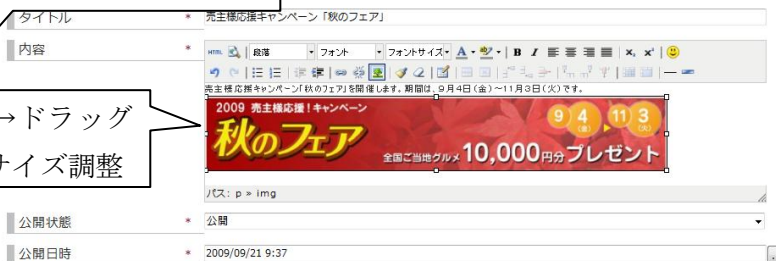 タイトル * 売主様応援キャンペーン「秋のフェア」
内容 *
HTML 段落 フォント フォントサイズ A B I x, x²
売主様応援キャンペーン「秋のフェア」を開催します。期間は、9月4日(金)~11月3日(火)です。
→ドラッグ
サイズ調整
2009 売主様応援!キャンペーン
秋のフェア
9/4(金) 11/3(火)
全国ご当地グルメ10,000円分プレゼント
パス: p » img
公開状態 * 公開
公開日時 * 2009/09/21 9:37